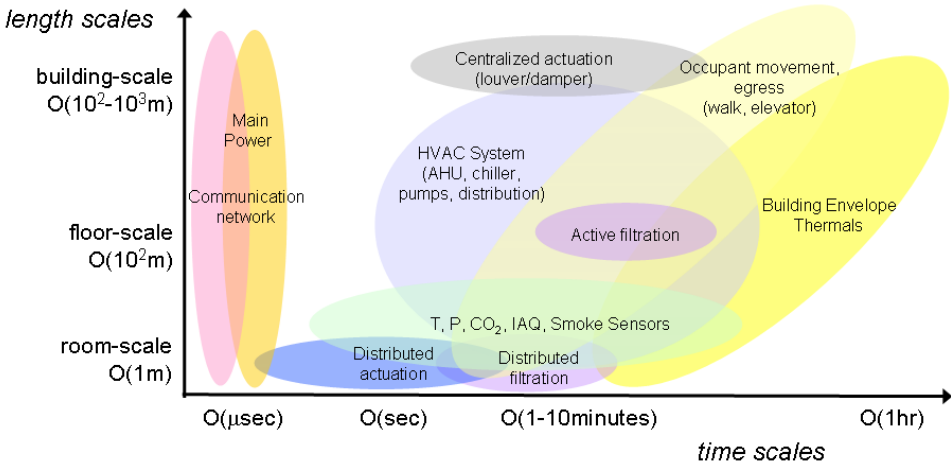 length scales
building-scale
O(10²-10³m)
floor-scale
O(10²m)
room-scale
O(1m)
Main
Power
Communication
network
Centralized actuation
(louver/damper)
Occupant movement,
egress
(walk, elevator)
HVAC System
(AHU, chiller,
pumps, distribution)
Active filtration
Building Envelope
Thermals
T, P, CO₂, IAQ, Smoke Sensors
Distributed
actuation
Distributed
filtration
O(μsec)
O(sec)
O(1-10minutes)
O(1hr)
time scales